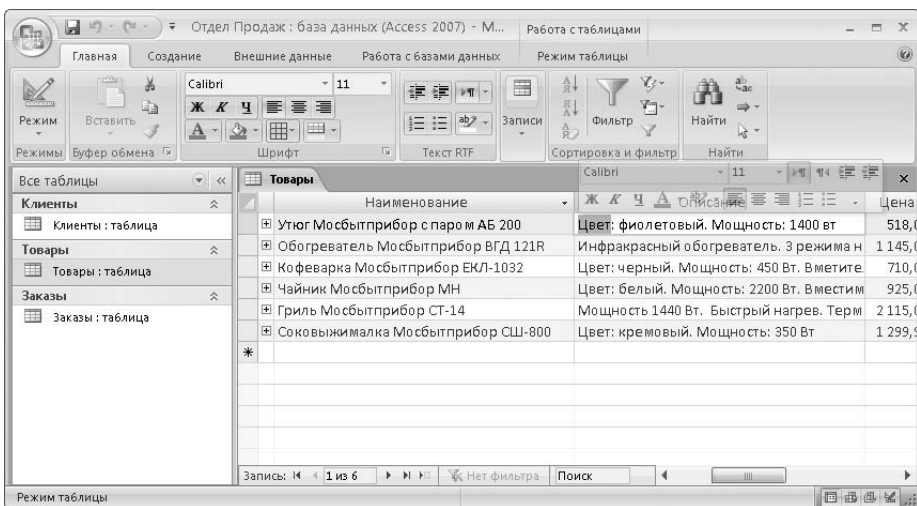 Отдел Продаж : база данных (Access 2007) - M...
Работа с таблицами
Главная Создание Внешние данные Работа с базами данных Режим таблицы
Calibri 11
Ж К Ч
Режим Вставить Записи Фильтр Найти
Режимы Буфер обмена Шрифт Текст RTF Сортировка и фильтр Найти
Все таблицы
Товары
Calibri 11
Ж К Ч А
Клиенты
Наименование Описание Цена
Клиенты : таблица
Утюг Мосбытприбор с паром АБ 200 Цвет: фиолетовый. Мощность: 1400 вт 518,0
Товары
Обогреватель Мосбытприбор ВГД 121R Инфракрасный обогреватель. 3 режима н 1 145,0
Товары : таблица
Кофеварка Мосбытприбор ЕКЛ-1032 Цвет: черный. Мощность: 450 Вт. Вместите 710,0
Заказы
Чайник Мосбытприбор МН Цвет: белый. Мощность: 2200 Вт. Вместим 925,0
Заказы : таблица
Гриль Мосбытприбор СТ-14 Мощность 1440 Вт. Быстрый нагрев. Терм 2 115,0
Соковыжималка Мосбытприбор СШ-800 Цвет: кремовый. Мощность: 350 Вт 1 299,9
Запись: 1 из 6 Нет фильтра Поиск
Режим таблицы